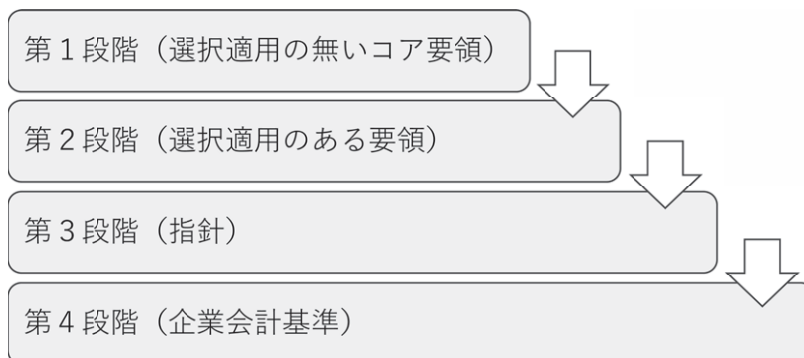 第１段階（選択適用の無いコア要領）
第２段階（選択適用のある要領）
第３段階（指針）
第４段階（企業会計基準）